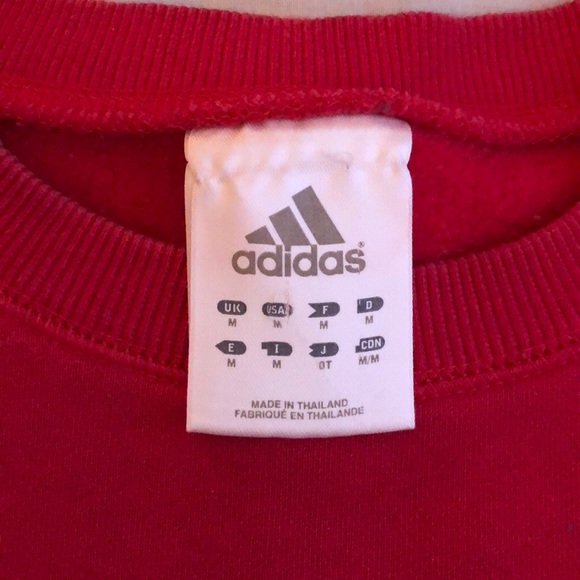 adidas®
UK USA F D
M M M M
E I J CDN
M M OT M/M
MADE IN THAILAND
FABRIQUÉ EN THAILANDE